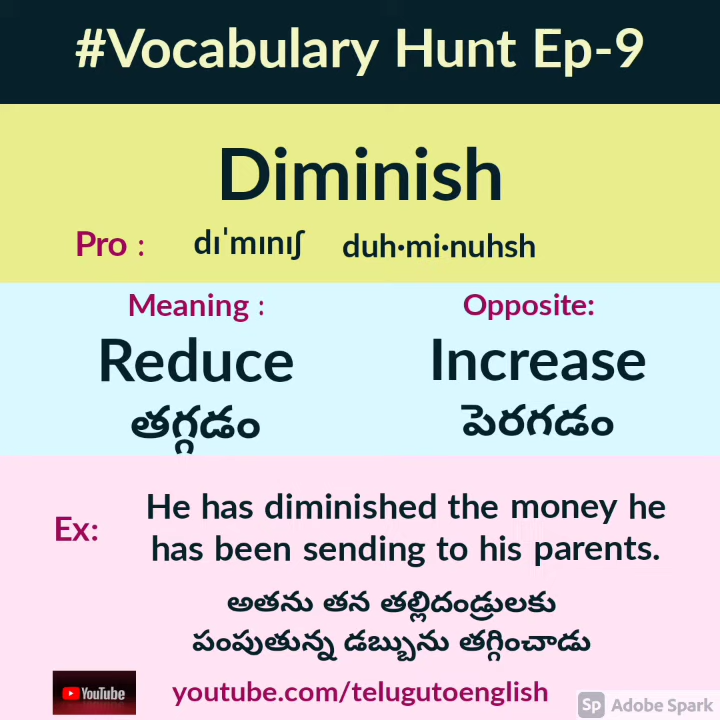 #Vocabulary Hunt Ep-9
Diminish
Pro : dɪˈmɪnɪʃ duh·mi·nuhsh
Meaning : Opposite:
Reduce Increase
తగ్గడం పెరగడం
Ex: He has diminished the money he
has been sending to his parents.
అతను తన తల్లిదండ్రులకు
పంపుతున్న డబ్బును తగ్గించాడు
YouTube youtube.com/telugutoenglish
Sp Adobe Spark